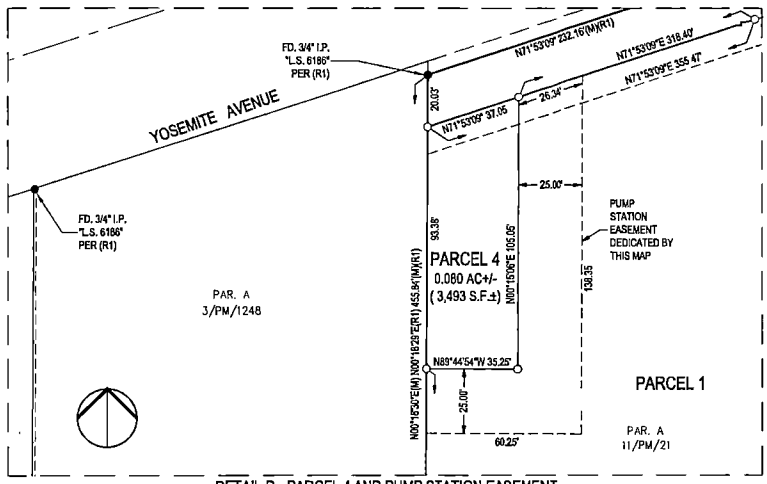 FD. 3/4" I.P.
"L.S. 6186"
PER (R1)
N71°53'09" 232.16'(M)(R1)
N71°53'09"E 318.40'
N71°53'09"E 355.47'
YOSEMITE AVENUE
20.03'
N71°53'09" 37.05
26.34'
FD. 3/4" I.P.
"L.S. 6186"
PER (R1)
25.00'
PUMP
STATION
EASEMENT
DEDICATED BY
THIS MAP
93.38'
PARCEL 4
0.080 AC+/-
( 3,493 S.F.±)
N00°15'06"E 105.05'
138.35
PAR. A
3/PM/1248
N00°16'30"E(M) N00°16'29"E(R1) 455.84'(M)(R1)
N89°44'54"W 35.25'
25.00'
60.25'
PARCEL 1
PAR. A
11/PM/21
DETAIL B - PARCEL 4 AND PUMP STATION EASEMENT